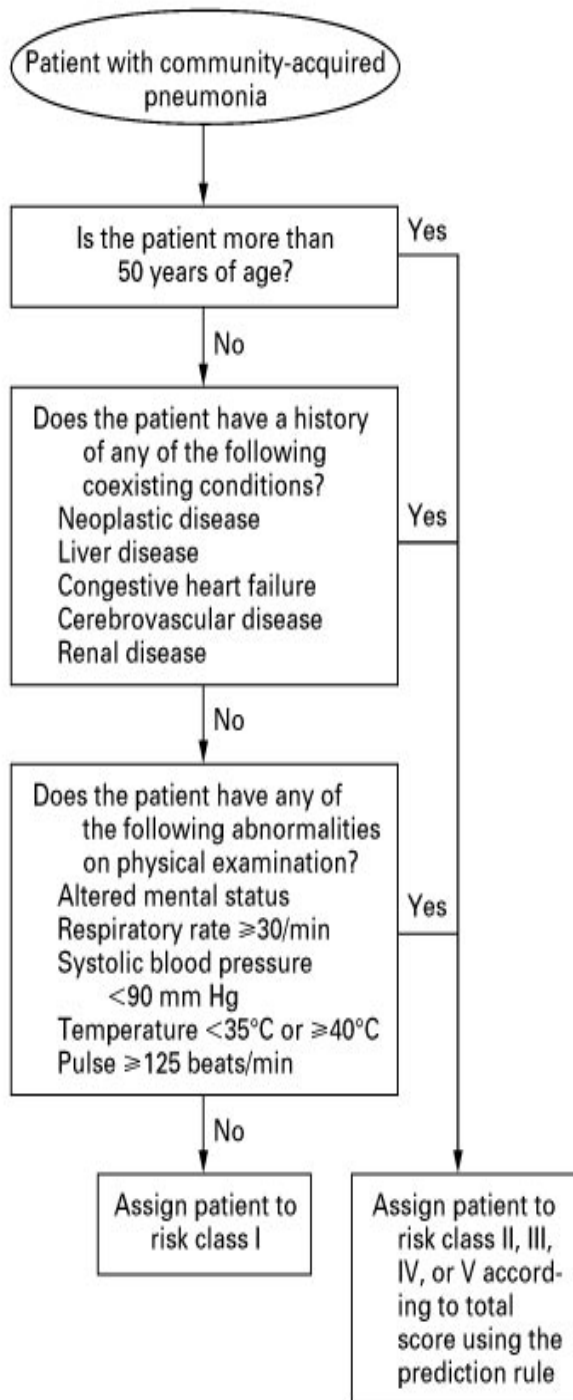 Patient with community-acquired
pneumonia
Is the patient more than
50 years of age?
Yes
No
Does the patient have a history
of any of the following
coexisting conditions?
Neoplastic disease
Liver disease
Congestive heart failure
Cerebrovascular disease
Renal disease
Yes
No
Does the patient have any of
the following abnormalities
on physical examination?
Altered mental status
Respiratory rate ⩾30/min
Systolic blood pressure
<90 mm Hg
Temperature <35°C or ⩾40°C
Pulse ⩾125 beats/min
Yes
No
Assign patient to
risk class I
Assign patient to
risk class II, III,
IV, or V accord-
ing to total
score using the
prediction rule